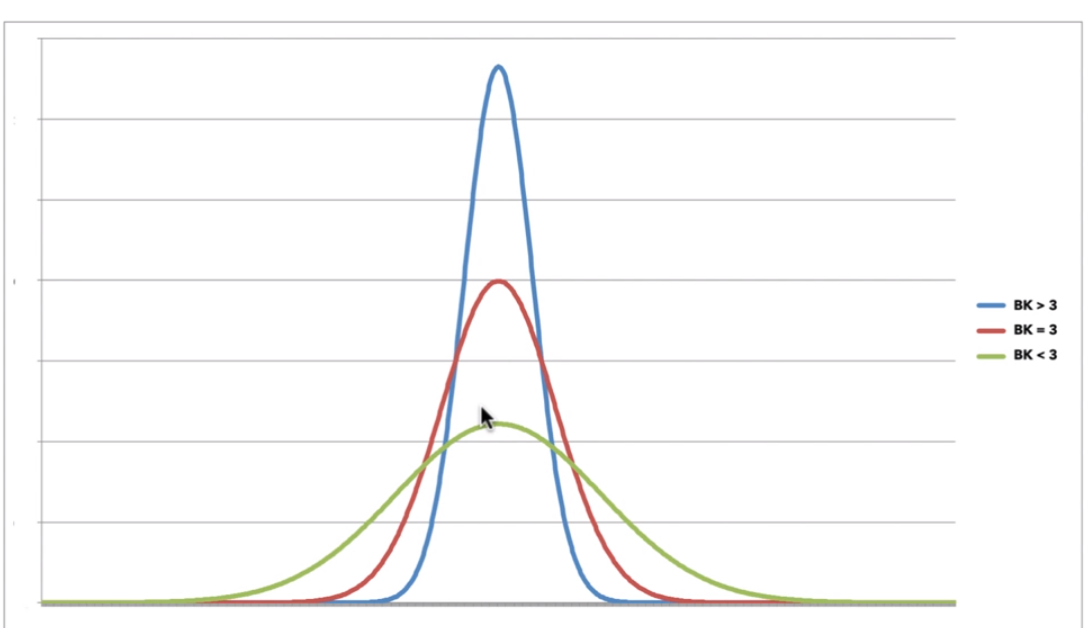 BK > 3
BK = 3
BK < 3